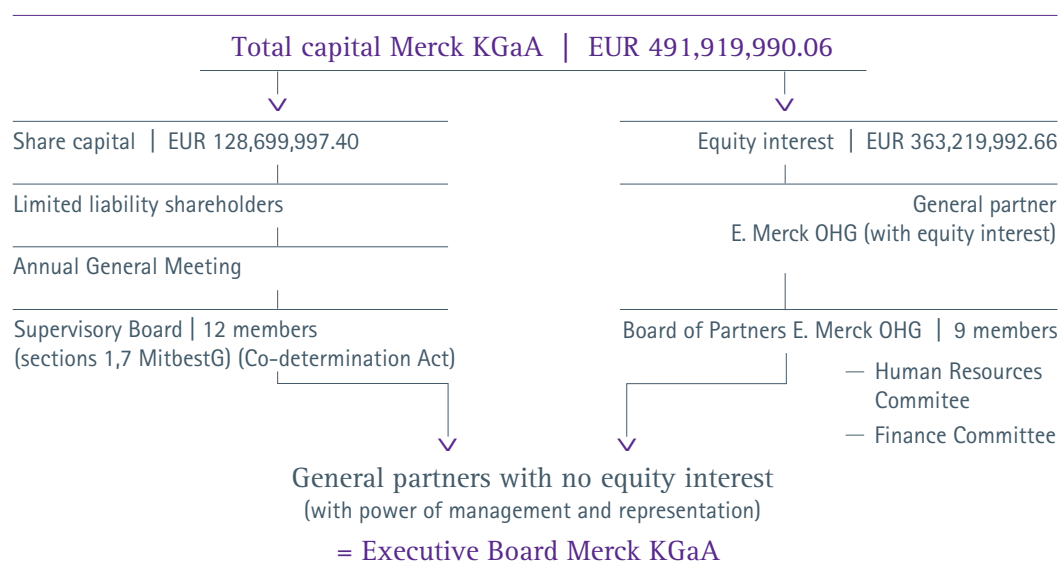 Total capital Merck KGaA | EUR 491,919,990.06
Share capital | EUR 128,699,997.40
Limited liability shareholders
Annual General Meeting
Supervisory Board | 12 members
(sections 1,7 MitbestG) (Co-determination Act)
Equity interest | EUR 363,219,992.66
General partner
E. Merck OHG (with equity interest)
Board of Partners E. Merck OHG | 9 members
— Human Resources
Commitee
— Finance Committee
General partners with no equity interest
(with power of management and representation)
= Executive Board Merck KGaA